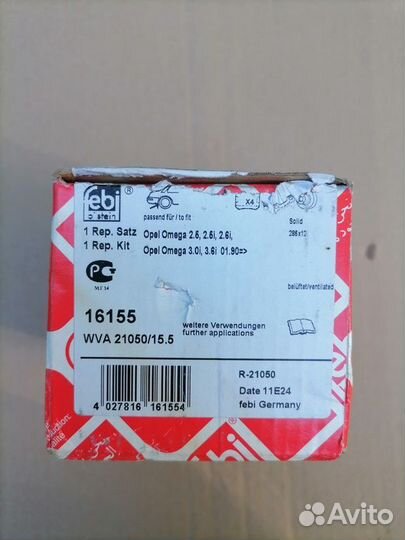 febi
bilstein
®
passend für / to fit
X4
Solid
286x10
1 Rep. Satz Opel Omega 2.5, 2.5i, 2.6i,
1 Rep. Kit Opel Omega 3.0i, 3.6i 01.90=>
belüftet/ventilated
16155
WVA 21050/15.5
weitere Verwendungen
further applications
R-21050
Date 11E24
febi Germany
4 027816 161554
Avito